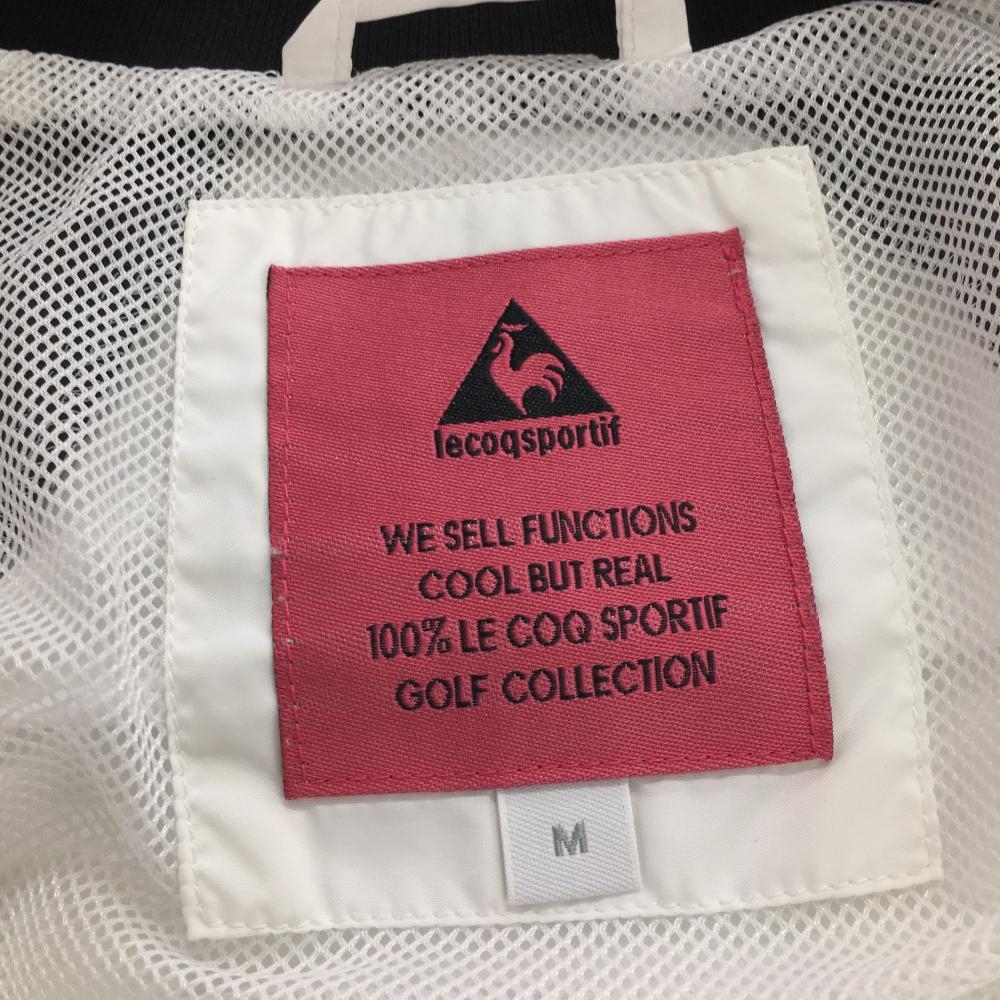 lecoqsportif
WE SELL FUNCTIONS
COOL BUT REAL
100% LE COQ SPORTIF
GOLF COLLECTION
M